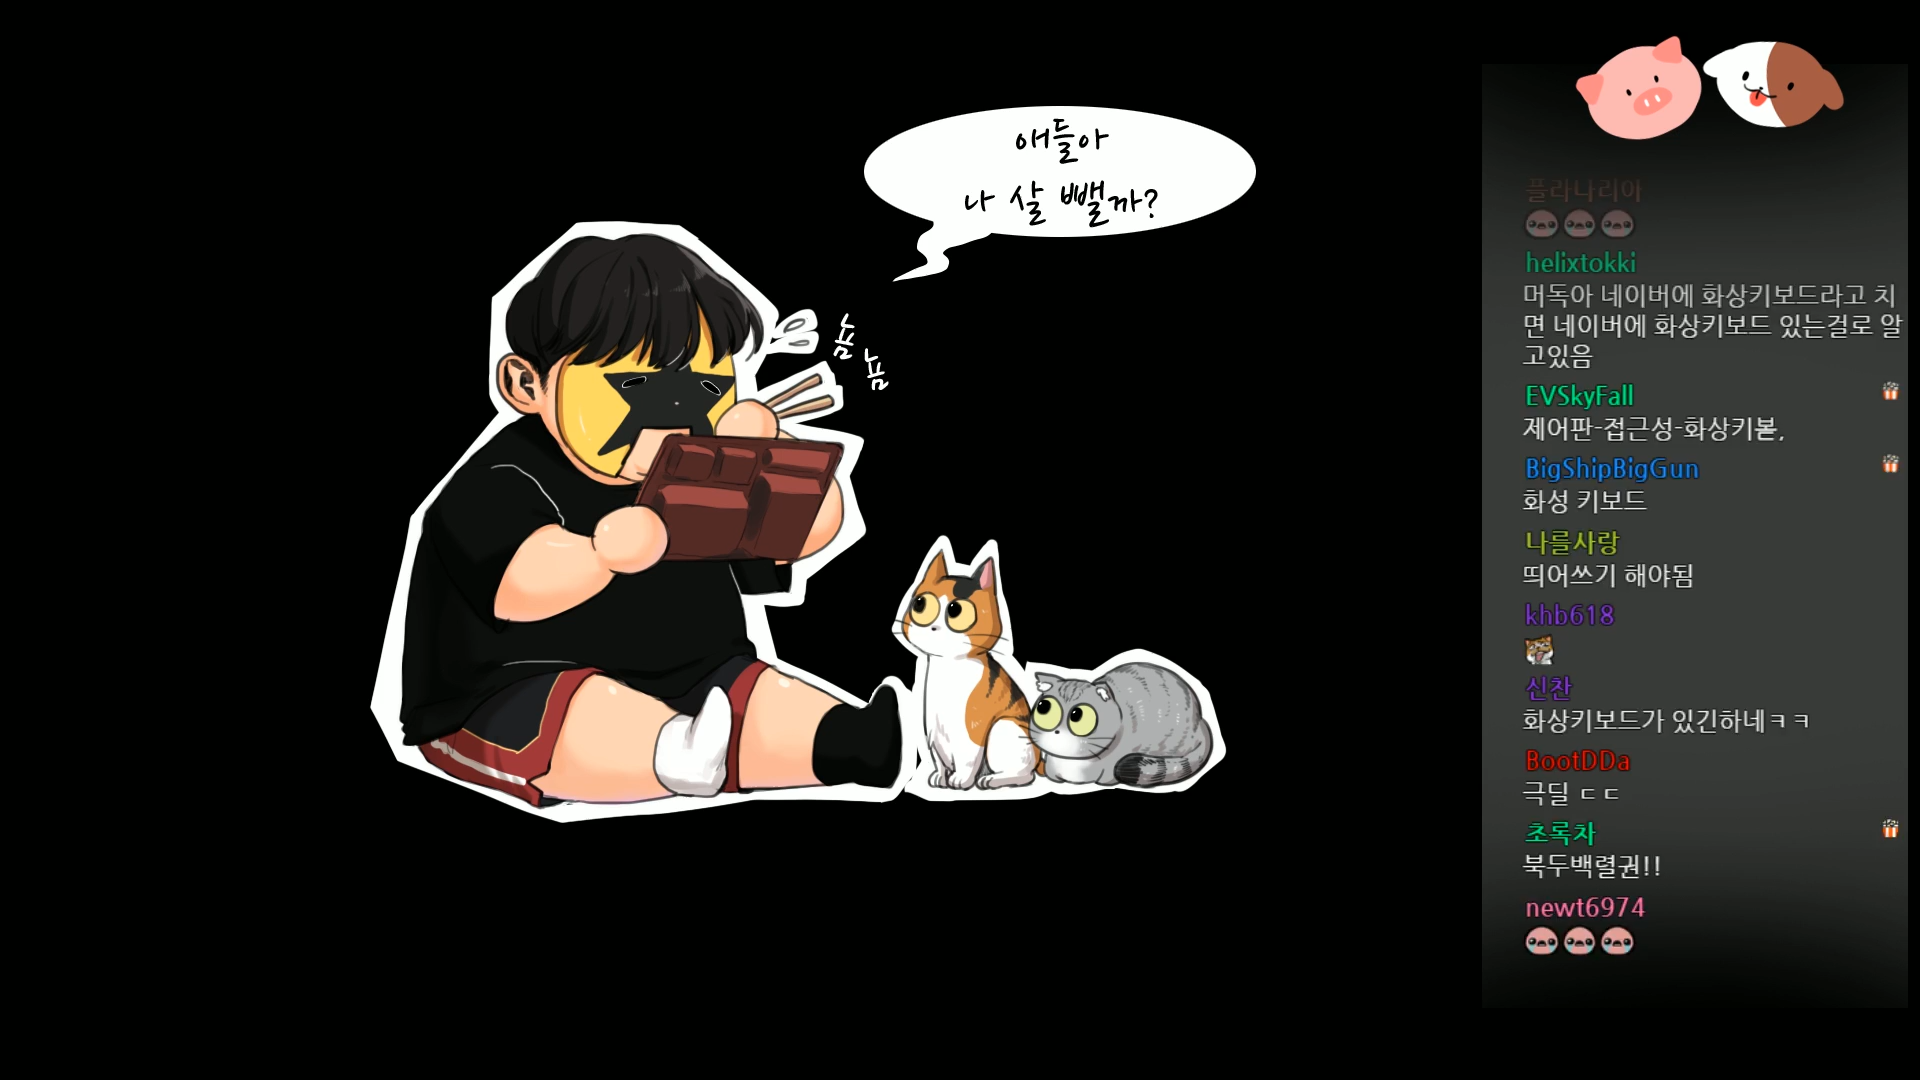 애들아
나 살 뺄까?
뇸
뇸
플라나리아
helixtokki
머독아 네이버에 화상키보드라고 치
면 네이버에 화상키보드 있는걸로 알
고있음
EVSkyFall
제어판-접근성-화상키볻,
BigShipBigGun
화성 키보드
나를사랑
띄어쓰기 해야됨
khb618
신찬
화상키보드가 있긴하네ㅋㅋ
BootDDa
극딜 ㄷㄷ
초록차
북두백렬권!!
newt6974